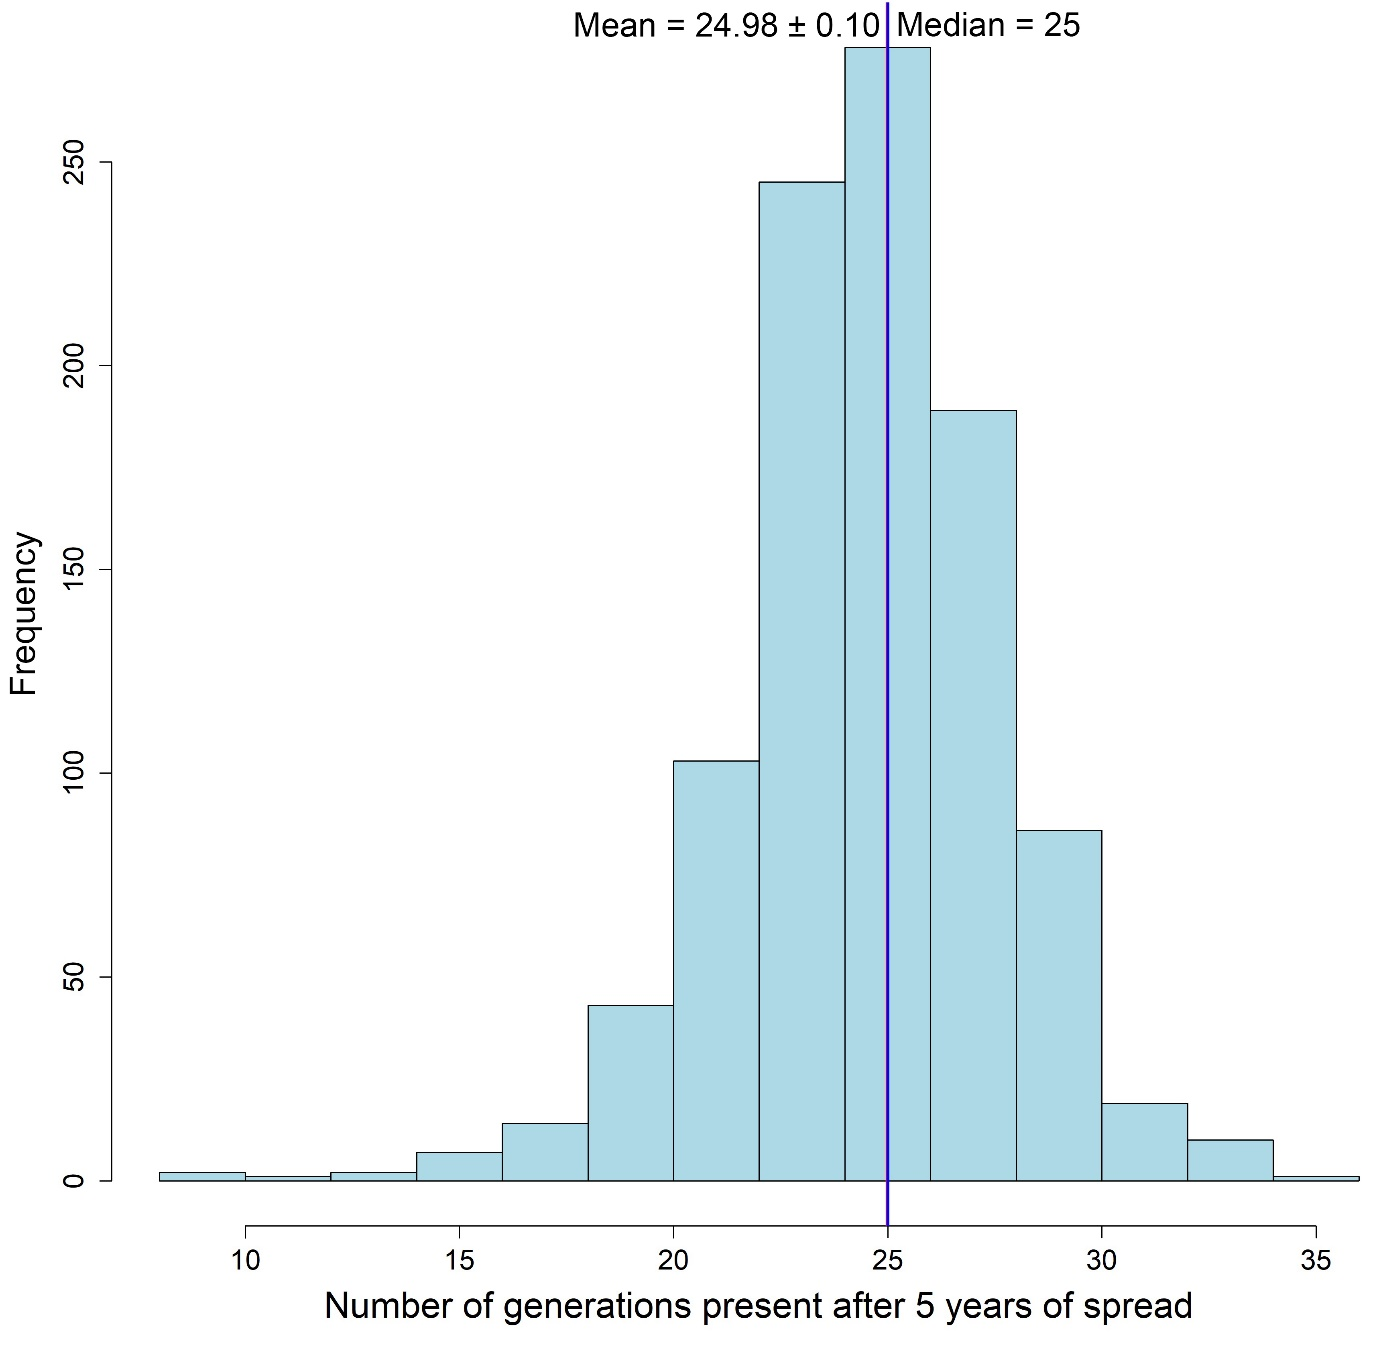 Mean = 24.98 ± 0.10 Median = 25
250
200
150
100
50
0
Frequency
10 15 20 25 30 35
Number of generations present after 5 years of spread